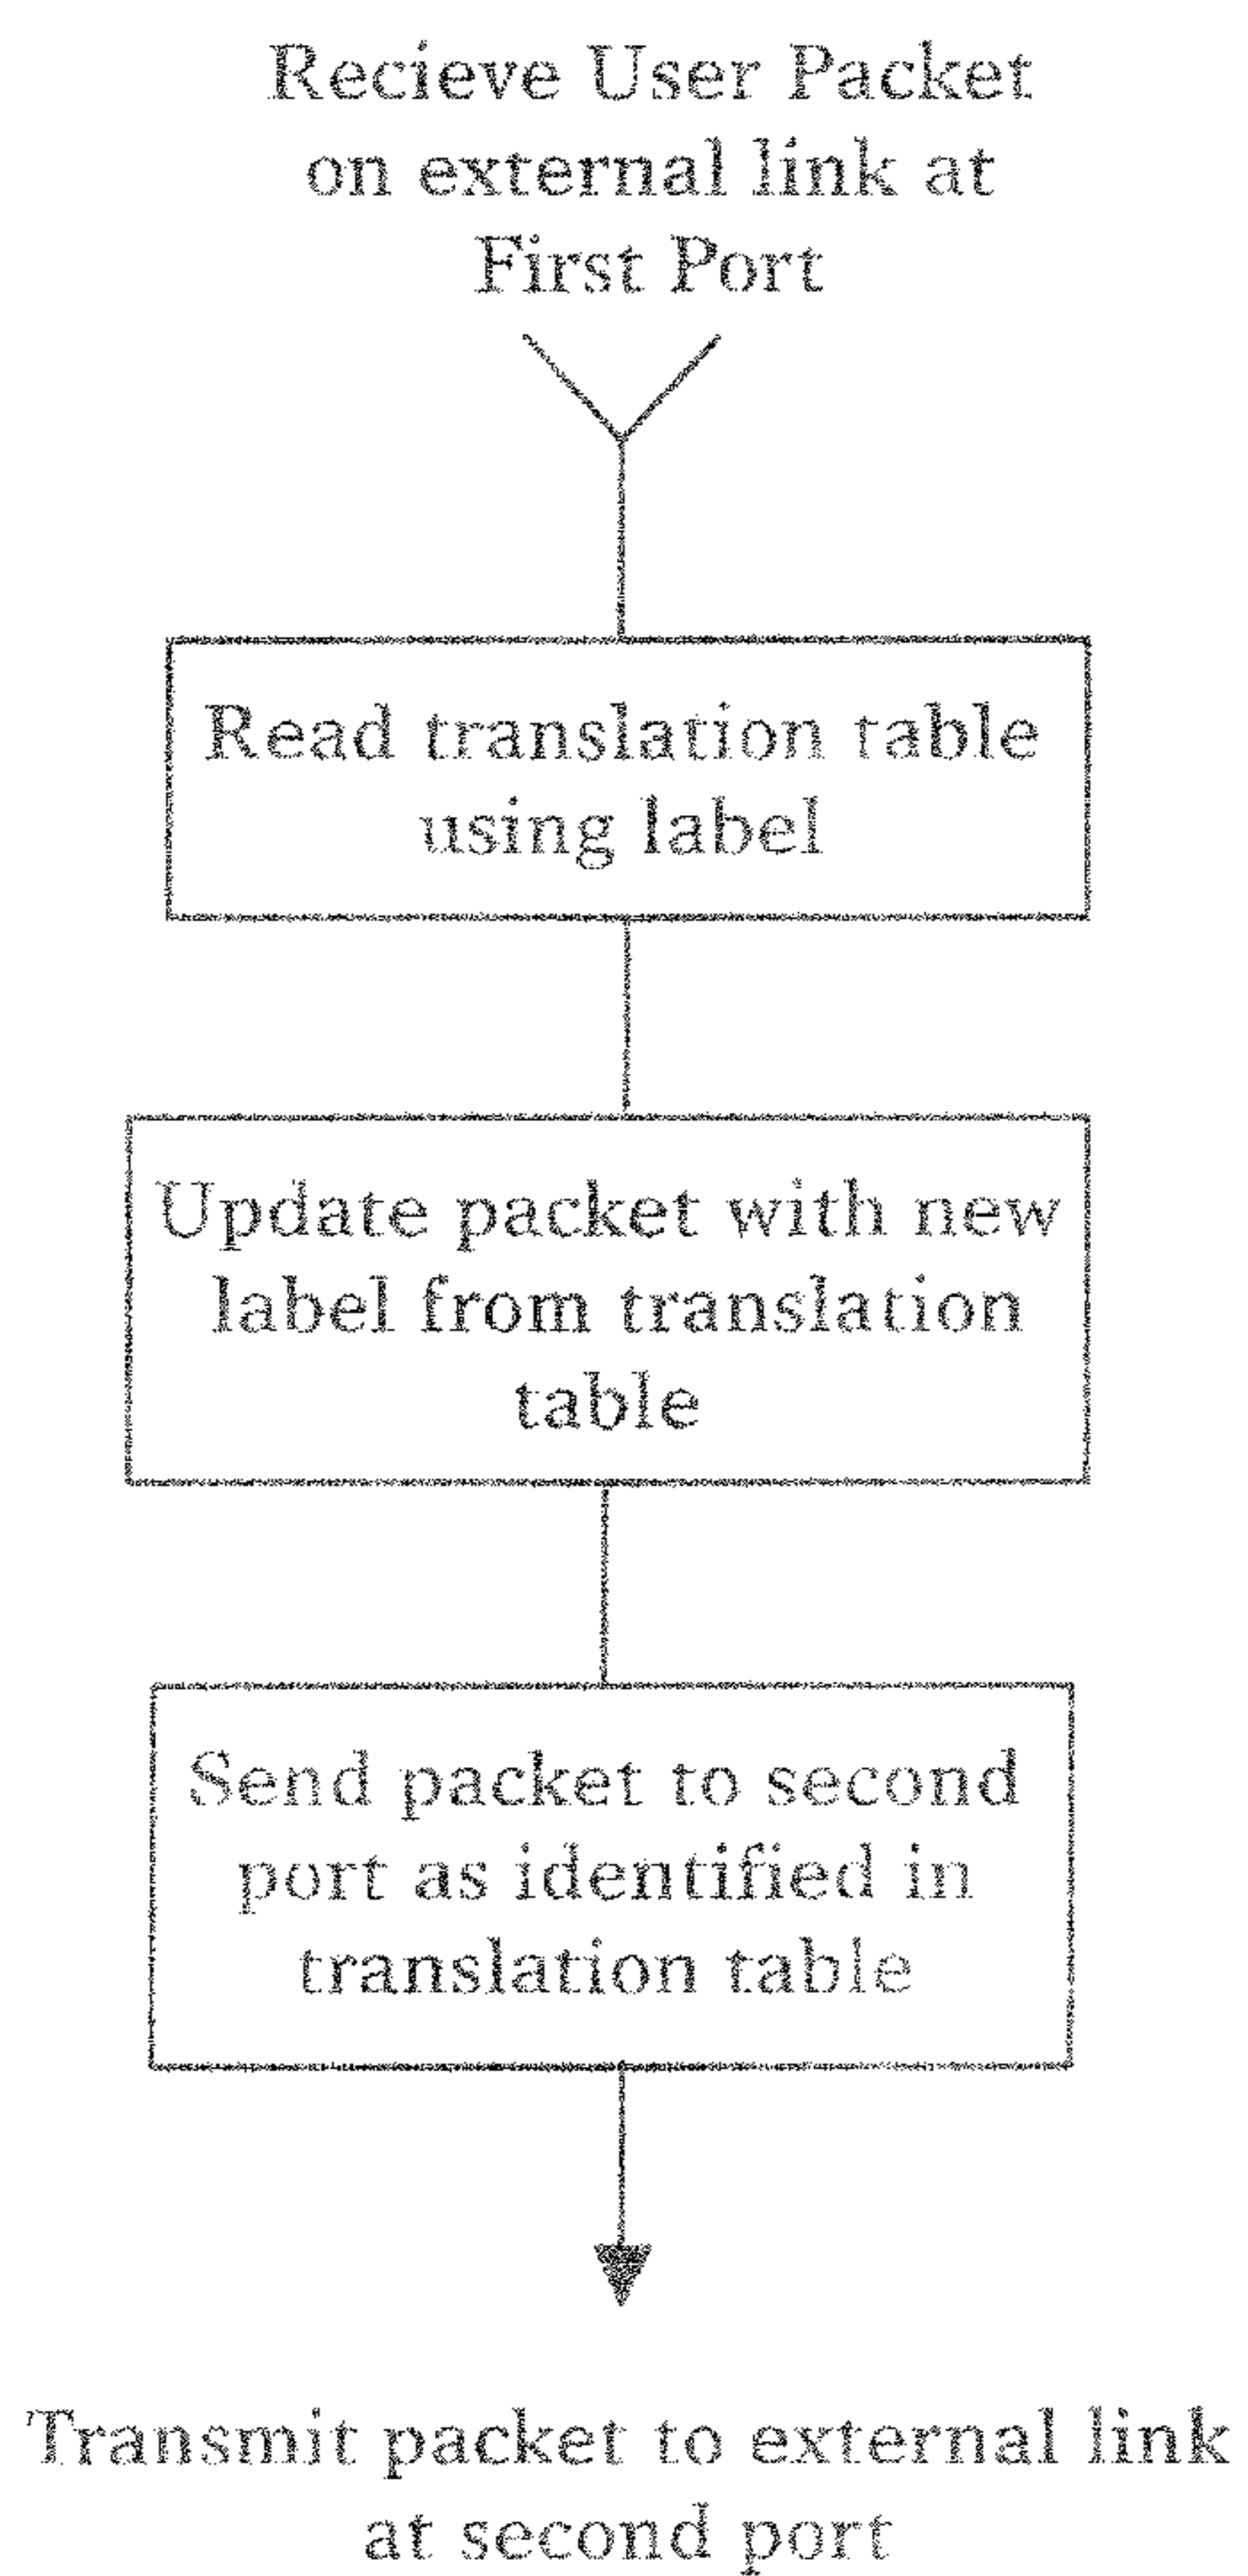 Recieve User Packet
on external link at
First Port
Read translation table
using label
Update packet with new
label from translation
table
Send packet to second
port as identified in
translation table
Transmit packet to external link
at second port